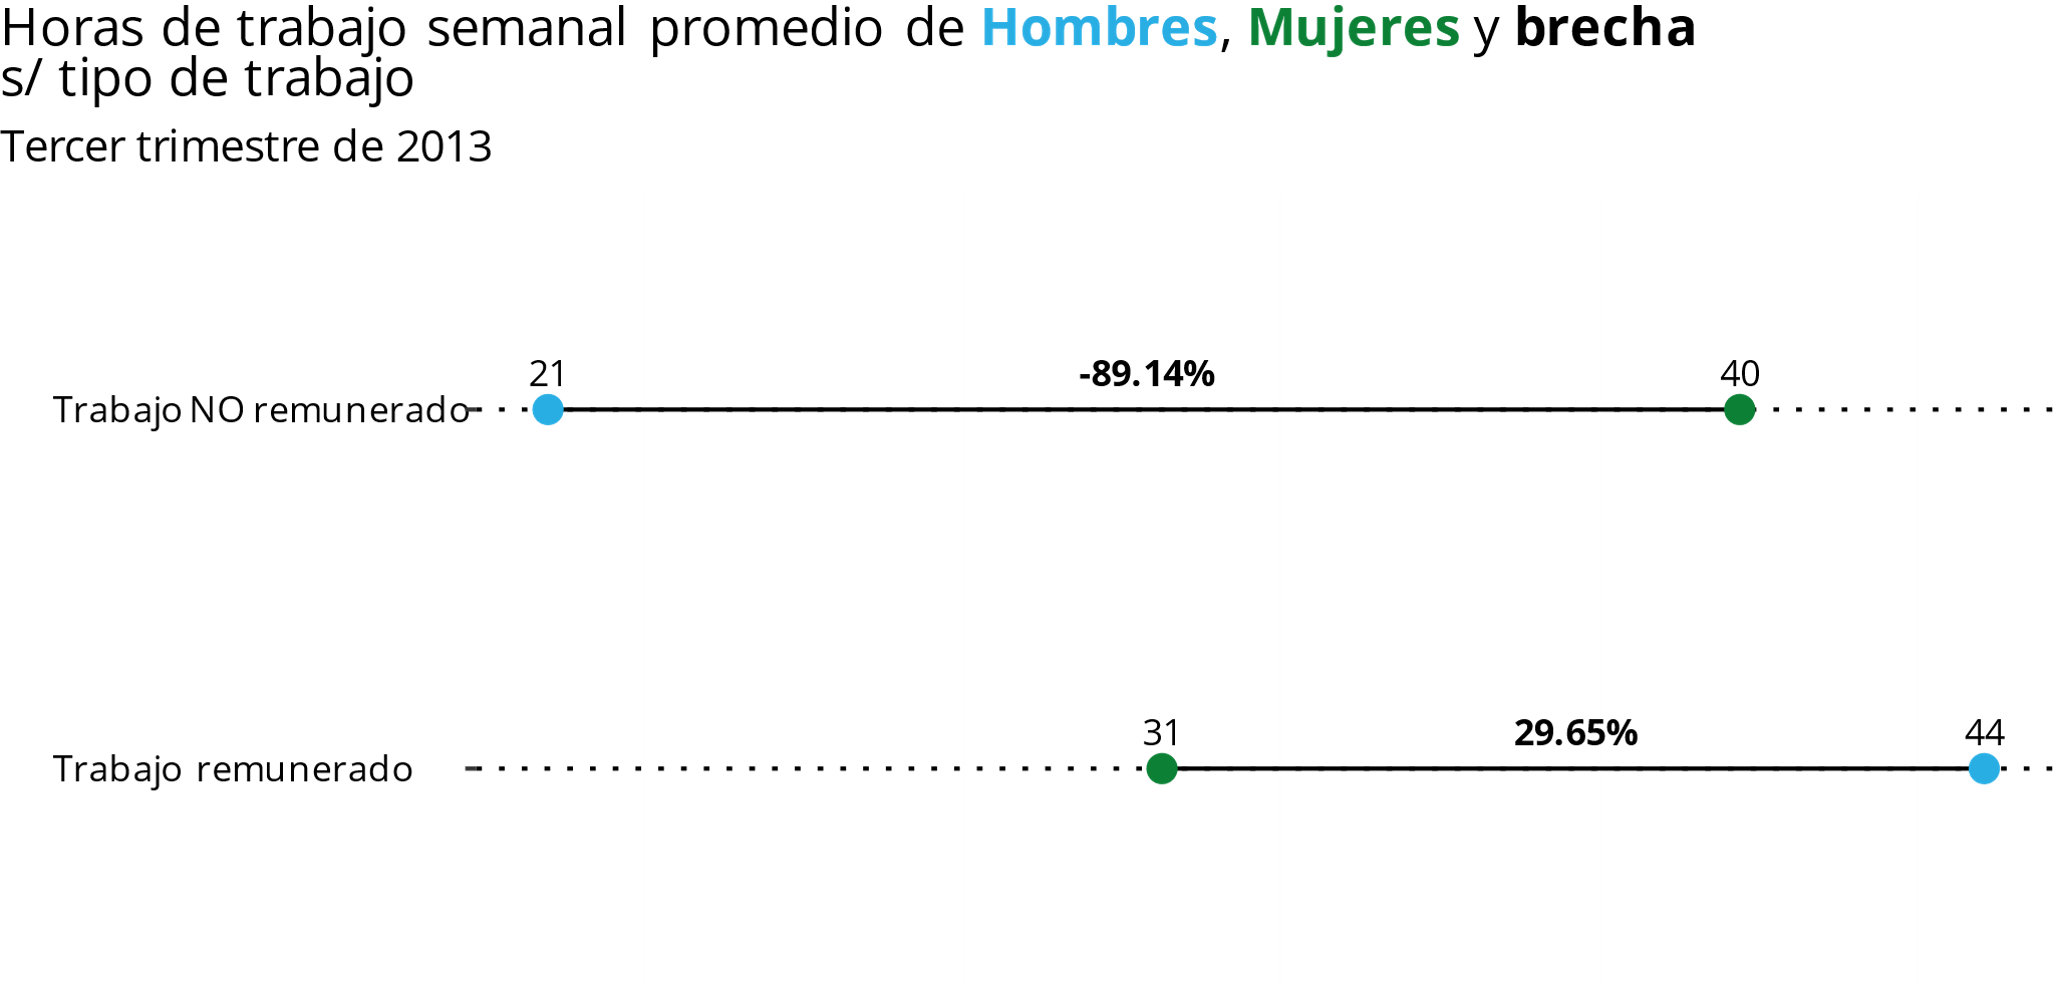 Horas de trabajo semanal promedio de Hombres, Mujeres y brecha
s/ tipo de trabajo
Tercer trimestre de 2013
21
-89.14%
40
Trabajo NO remunerado
31
29.65%
44
Trabajo remunerado